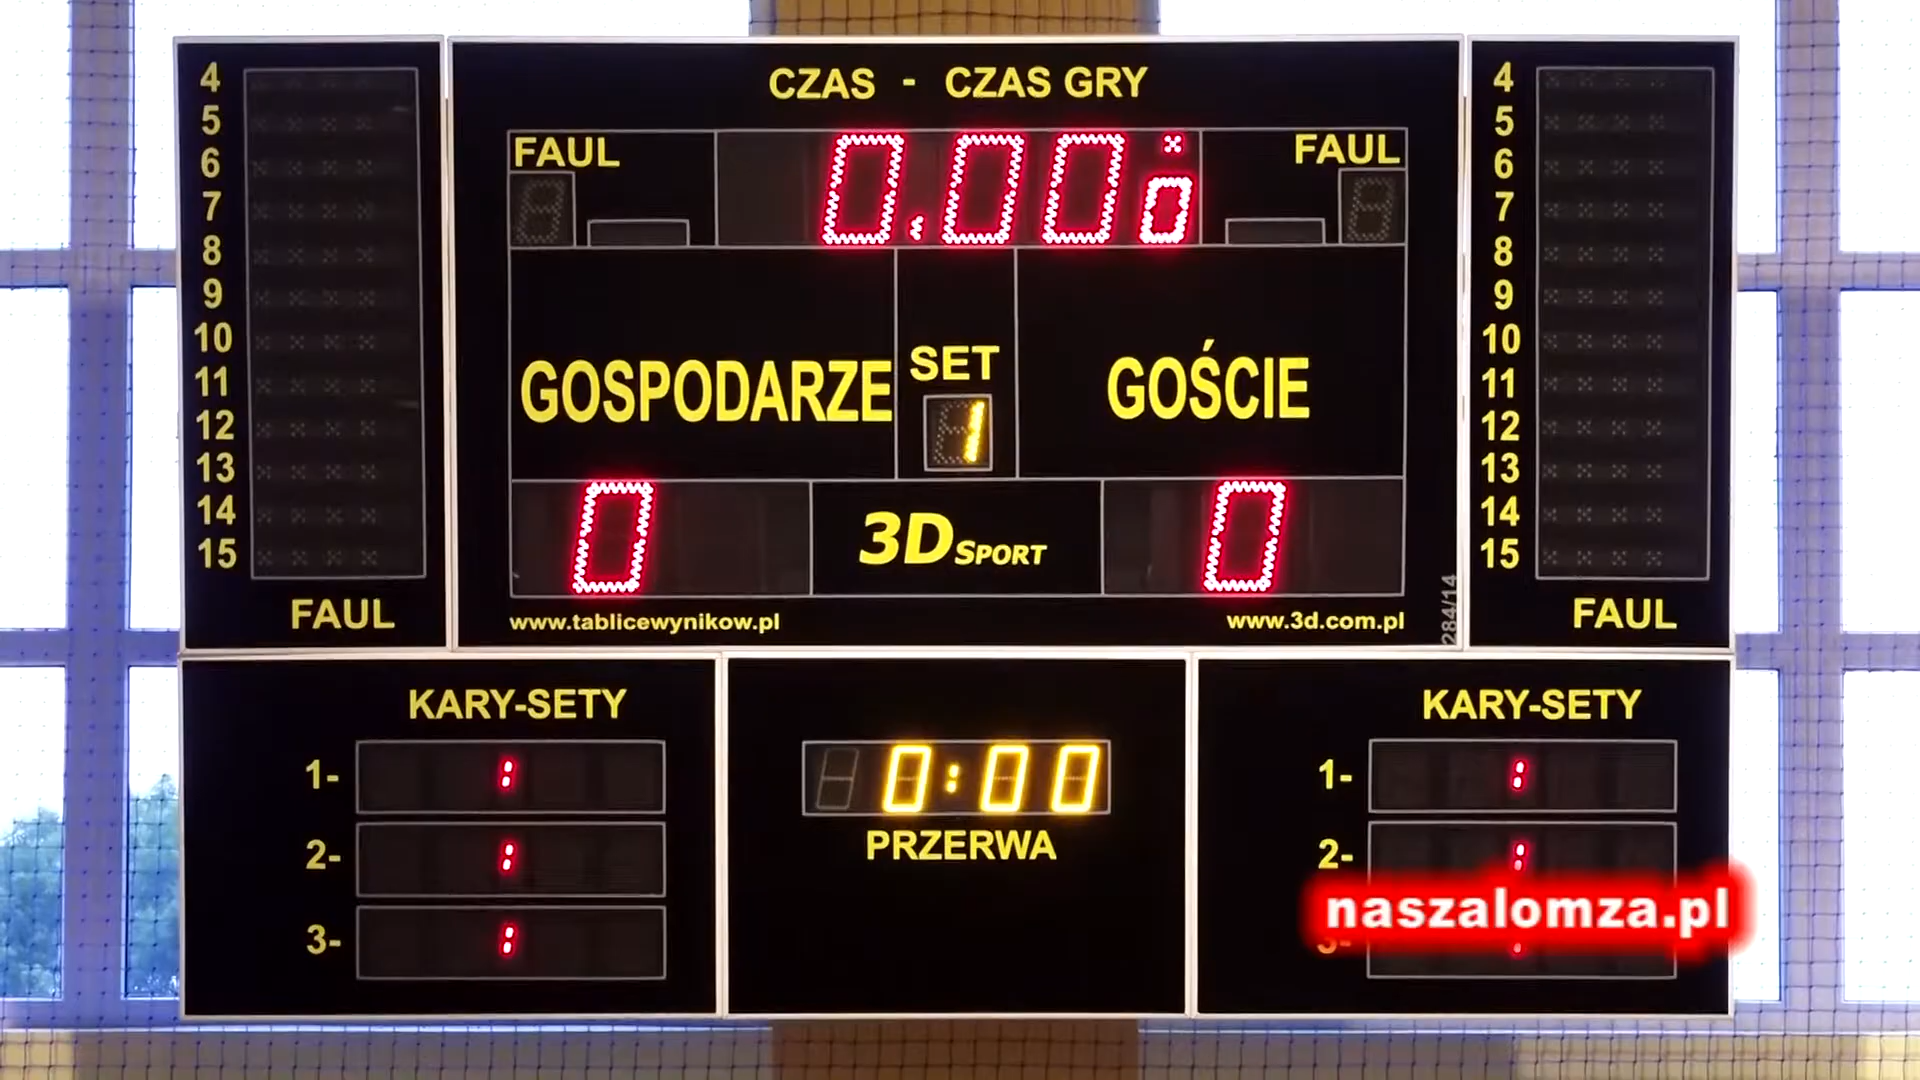 CZAS - CZAS GRY
FAUL
0.000
FAUL
4
5
6
7
8
9
10
11
12
13
14
15
FAUL
4
5
6
7
8
9
10
11
12
13
14
15
FAUL
GOSPODARZE
SET
1
GOŚCIE
0
3D SPORT
0
www.tablicewynikow.pl
www.3d.com.pl
284/14
KARY-SETY
1- :
2- :
3- :
0:00
PRZERWA
KARY-SETY
1- :
2- :
3- :
naszalomza.pl